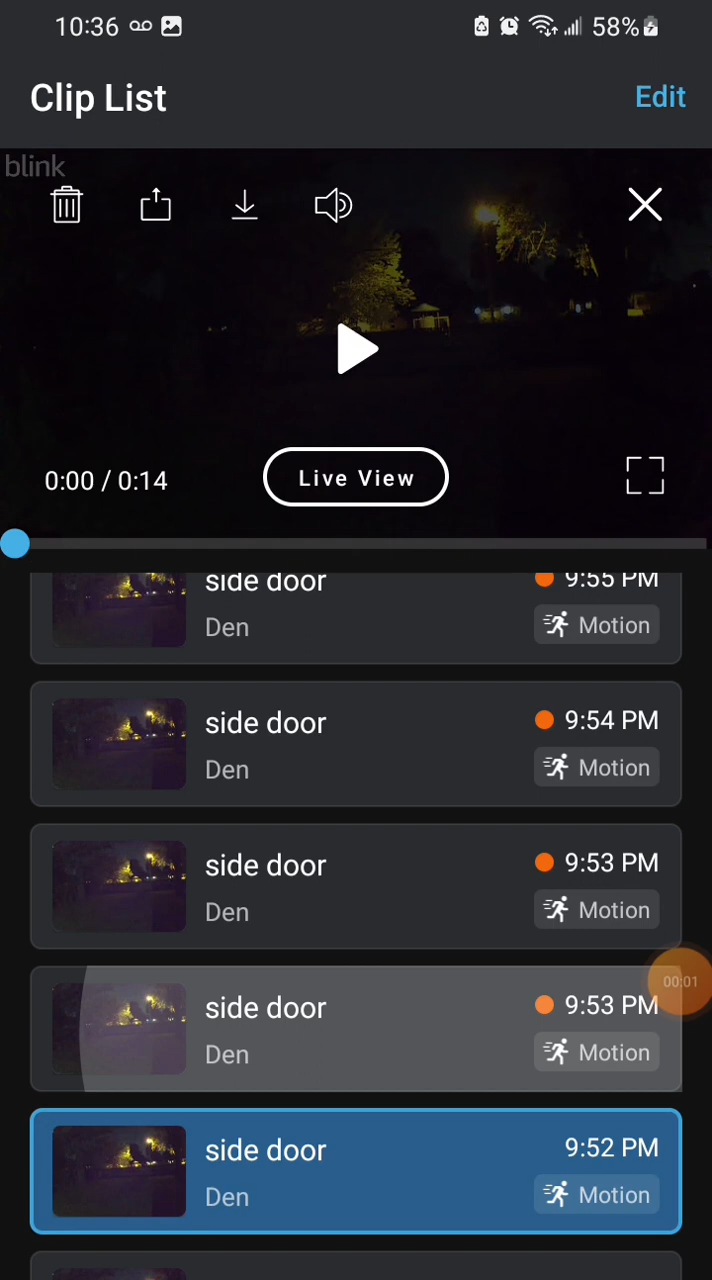 10:36 58%
Clip List Edit
blink
0:00 / 0:14 Live View
side door 9:55 PM
Den Motion
side door 9:54 PM
Den Motion
side door 9:53 PM
Den Motion
00:01
side door 9:53 PM
Den Motion
side door 9:52 PM
Den Motion